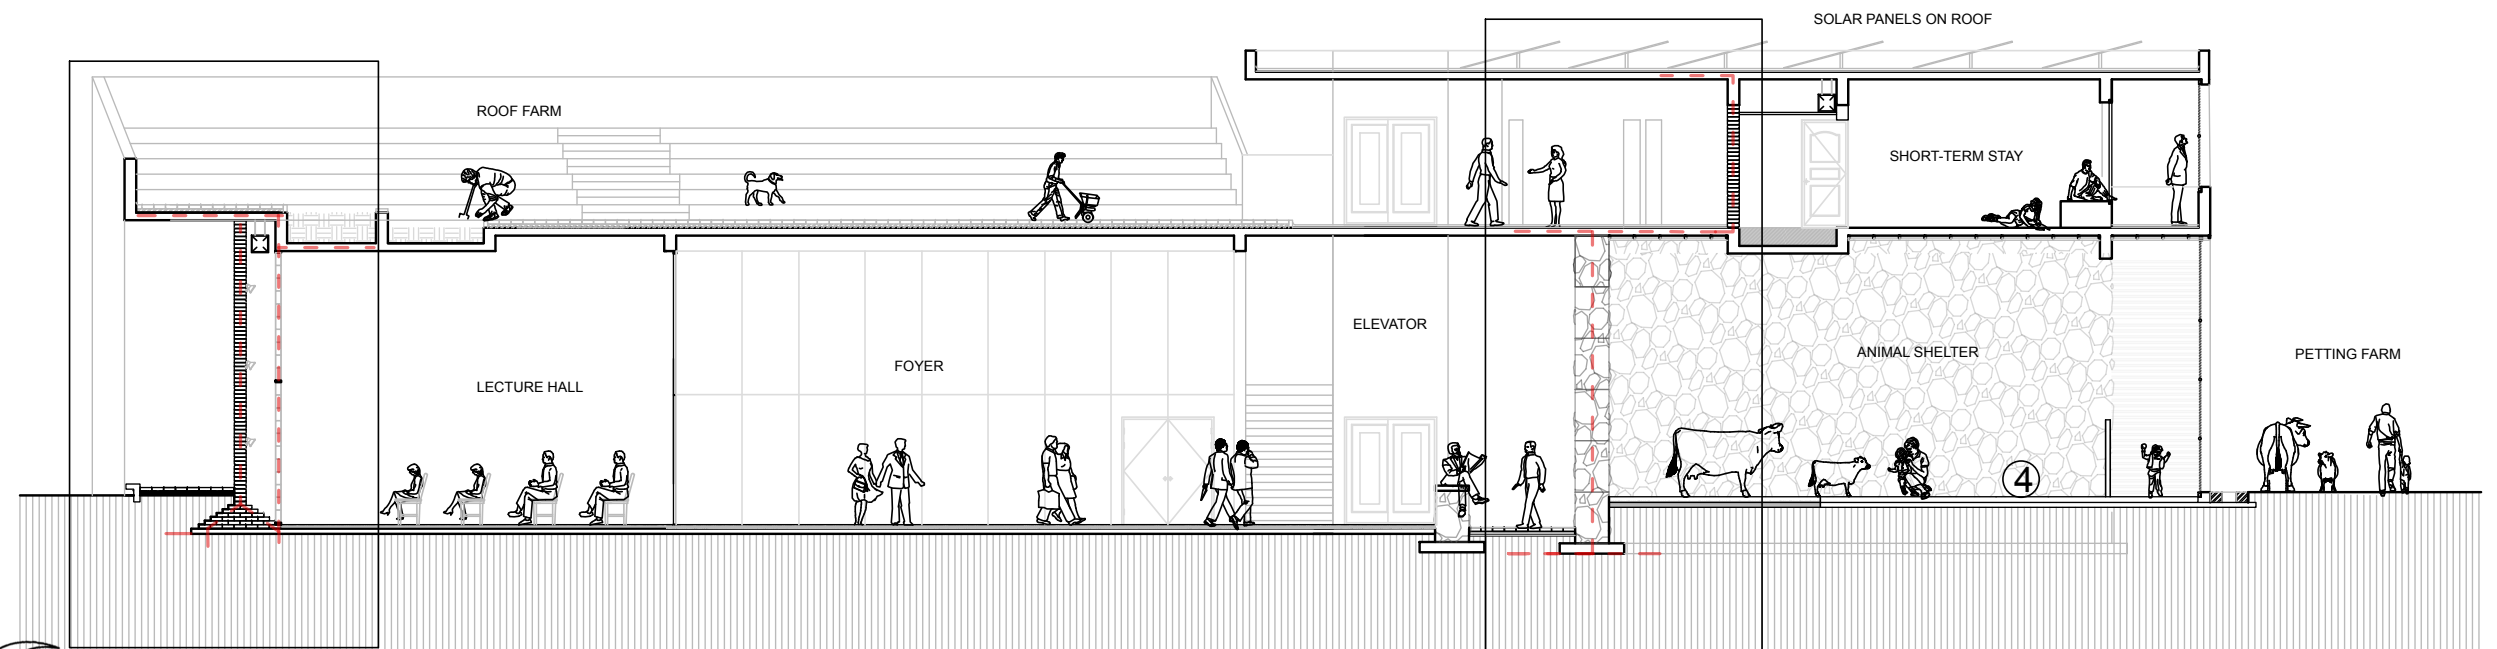 SOLAR PANELS ON ROOF
ROOF FARM
SHORT-TERM STAY
ELEVATOR
ANIMAL SHELTER
PETTING FARM
FOYER
LECTURE HALL
4